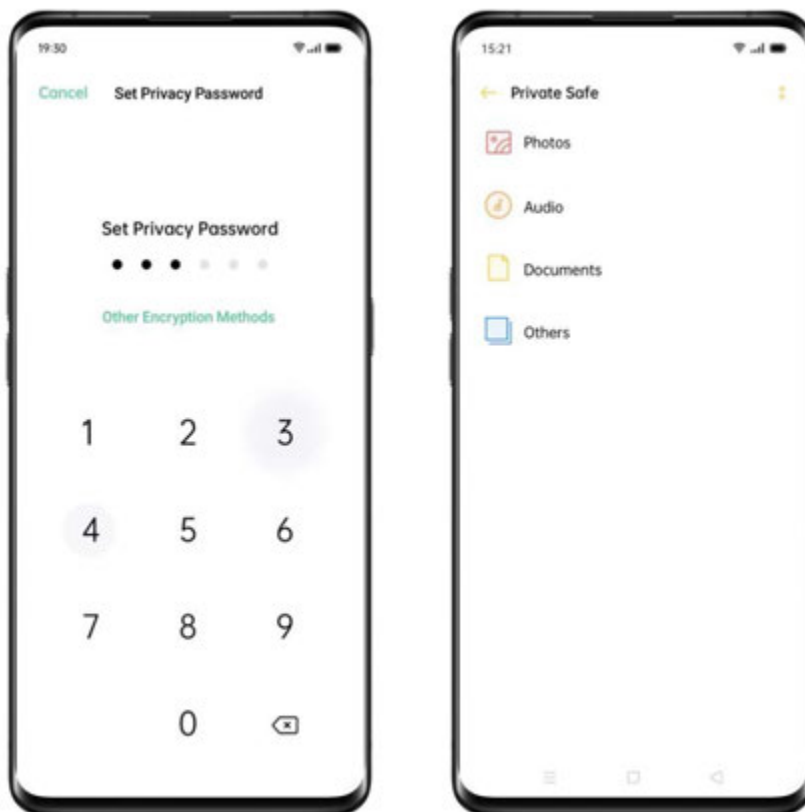 19:30
Cancel Set Privacy Password
Set Privacy Password
Other Encryption Methods
1 2 3
4 5 6
7 8 9
0
15:21
Private Safe
Photos
Audio
Documents
Others